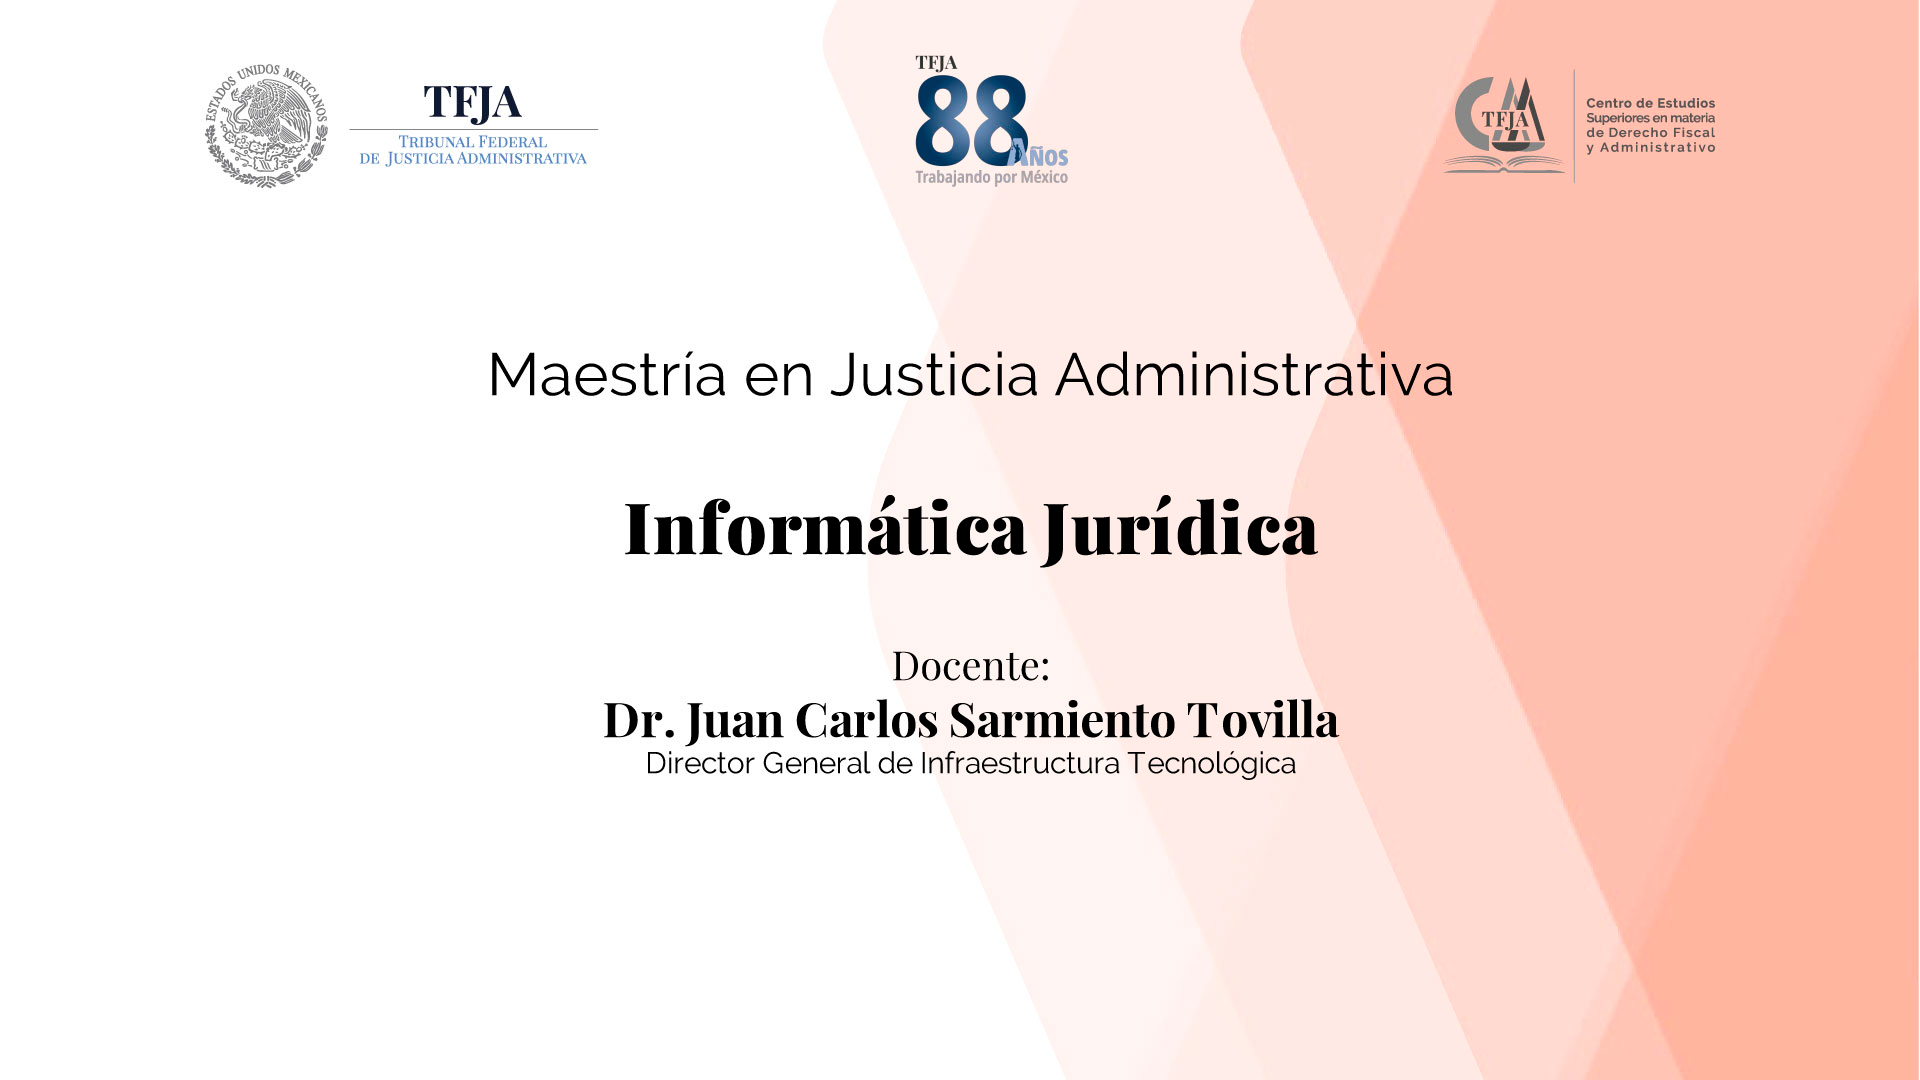 ESTADOS UNIDOS MEXICANOS
TFJA
TRIBUNAL FEDERAL
DE JUSTICIA ADMINISTRATIVA
TFJA
88
AÑOS
Trabajando por México
TFJA
Centro de Estudios
Superiores en materia
de Derecho Fiscal
y Administrativo
Maestría en Justicia Administrativa
Informática Jurídica
Docente:
Dr. Juan Carlos Sarmiento Tovilla
Director General de Infraestructura Tecnológica